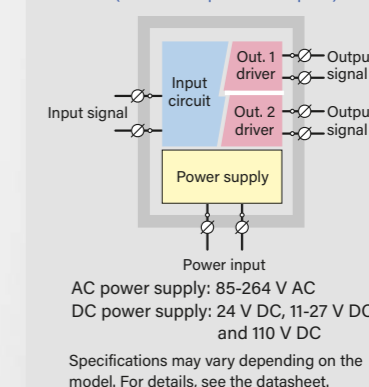 Out. 1
driver
Input
circuit
Out. 2
driver
signal
signal
Input signal
Power supply
Power input
AC power supply: 85-264 V AC
DC power supply: 24 V DC, 11-27 V DC
and 110 V DC
Specifications may vary depending on the
model. For details, see the datasheet.